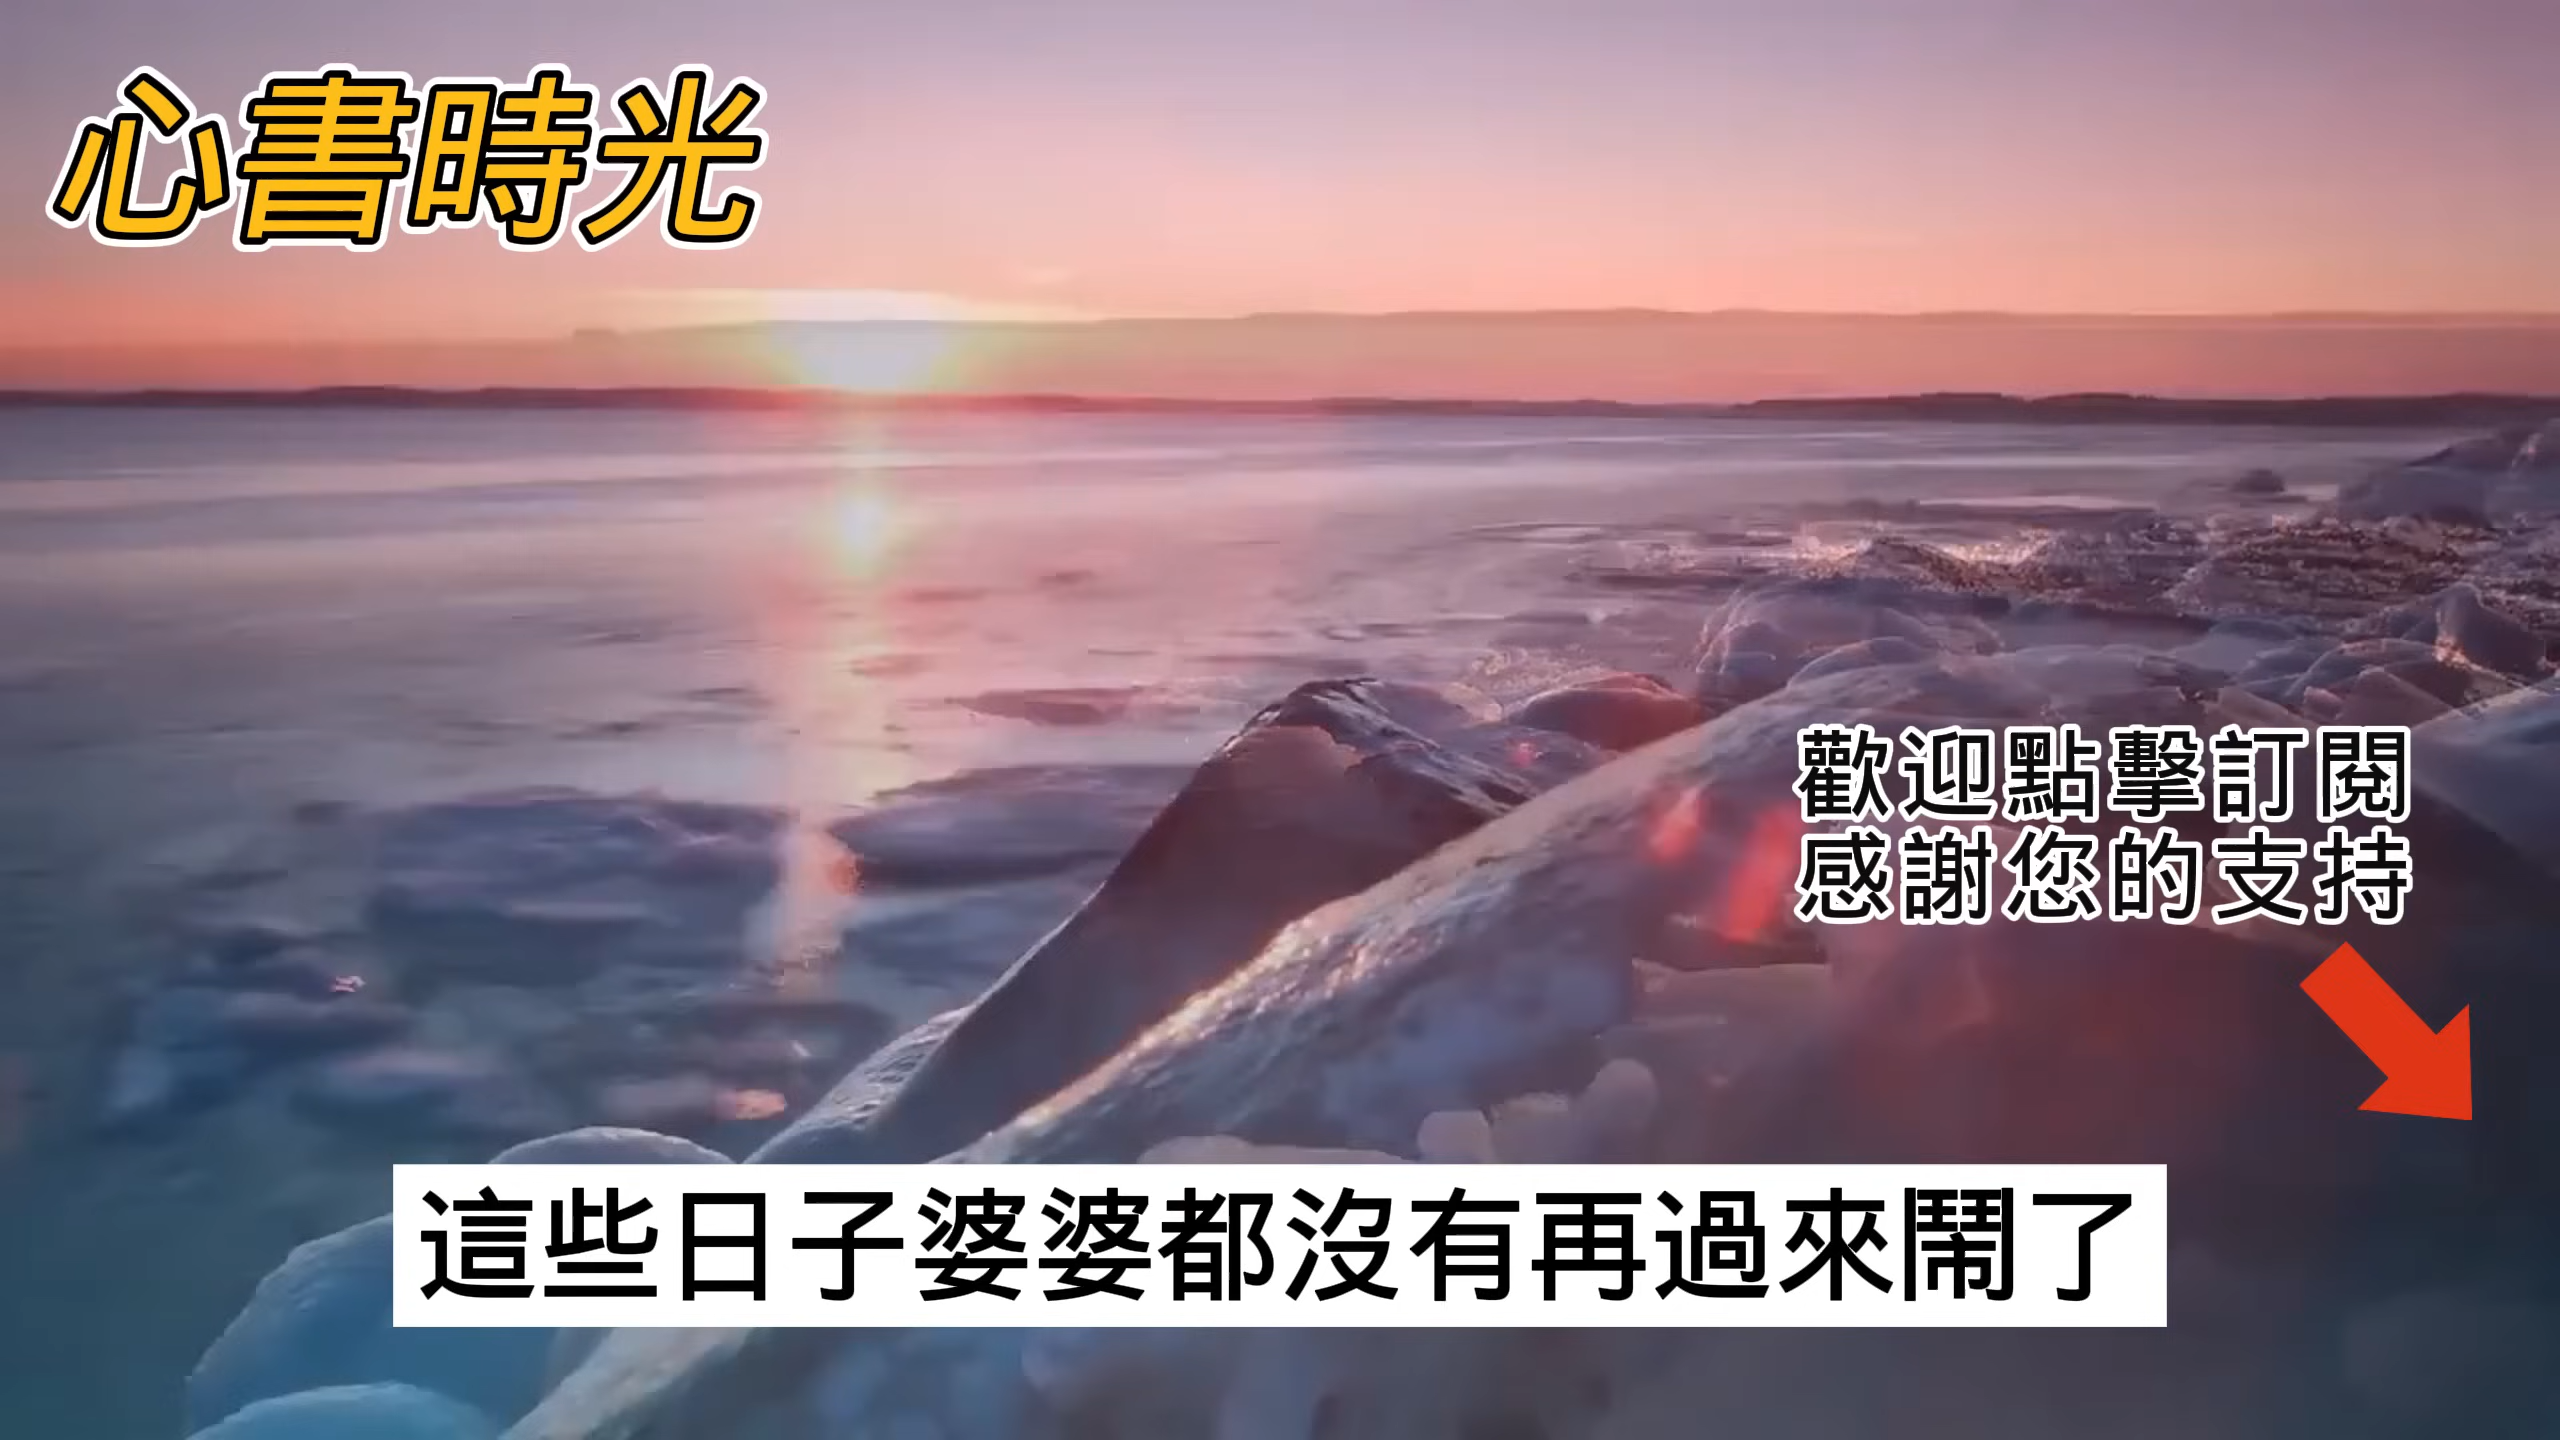 心書時光
歡迎點擊訂閱
感謝您的支持
這些日子婆婆都沒有再過來鬧了